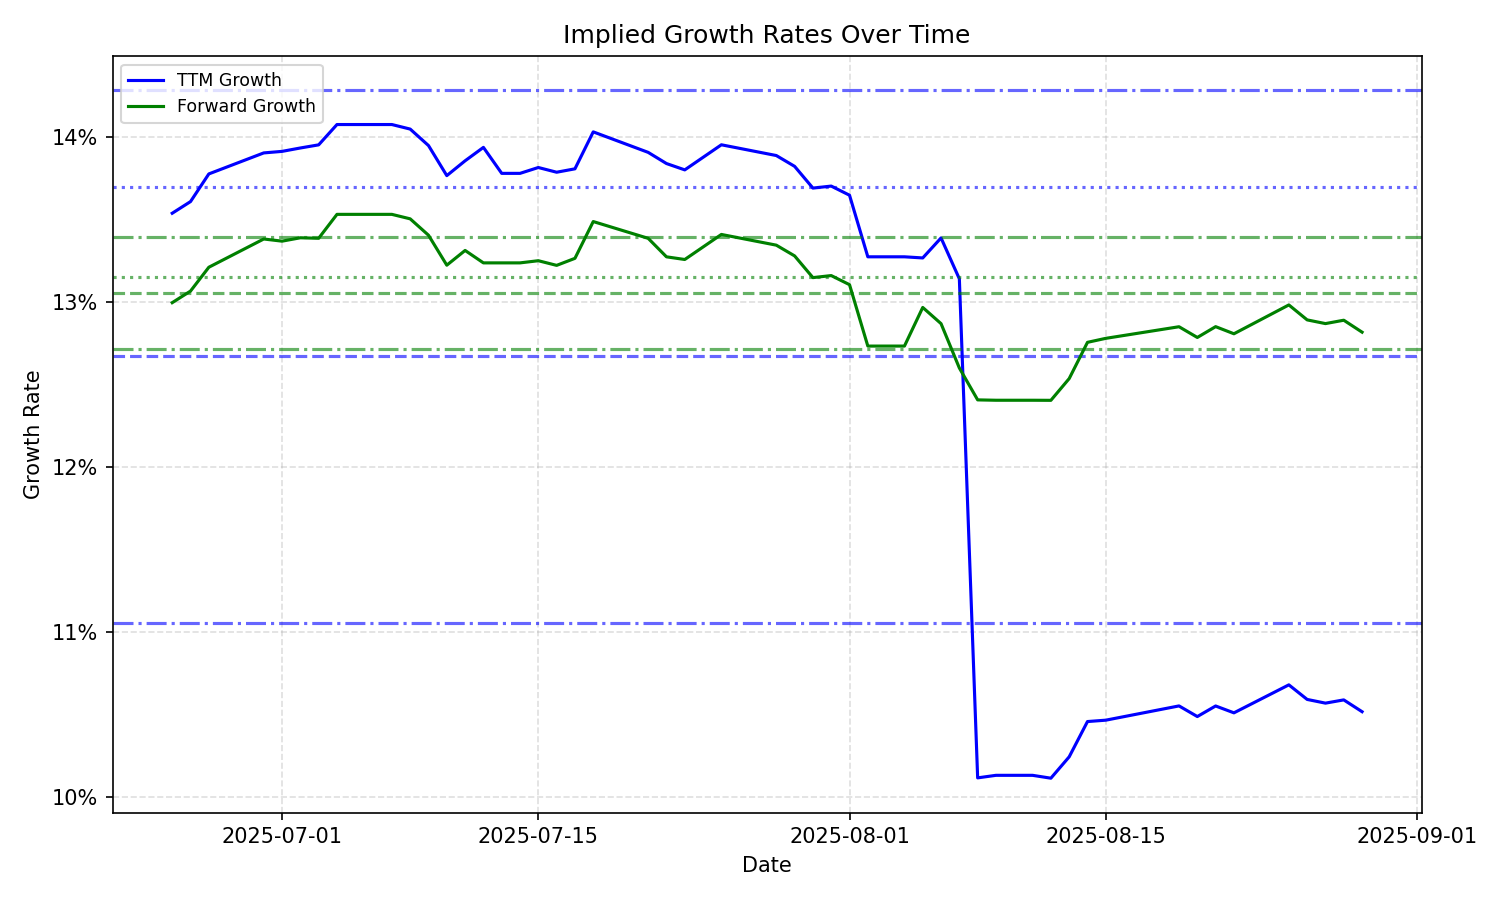 Implied Growth Rates Over Time
TTM Growth
Forward Growth
14%
13%
12%
11%
10%
Growth Rate
2025-07-01
2025-07-15
2025-08-01
2025-08-15
2025-09-01
Date